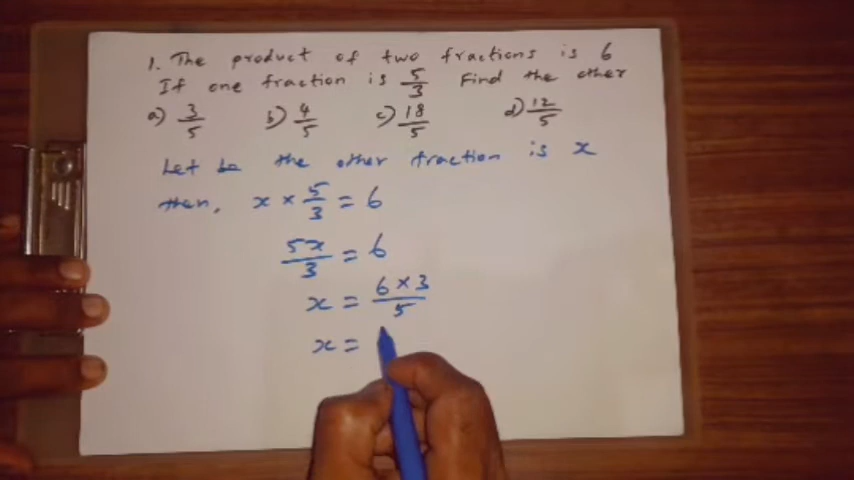 1. The product of two fractions is 6
If one fraction is 5/3 Find the other
a) 3/5 b) 4/5 c) 18/5 d) 12/5
Let be the other fraction is x
then, x × 5/3 = 6
5x/3 = 6
x = 6 × 3/5
x =